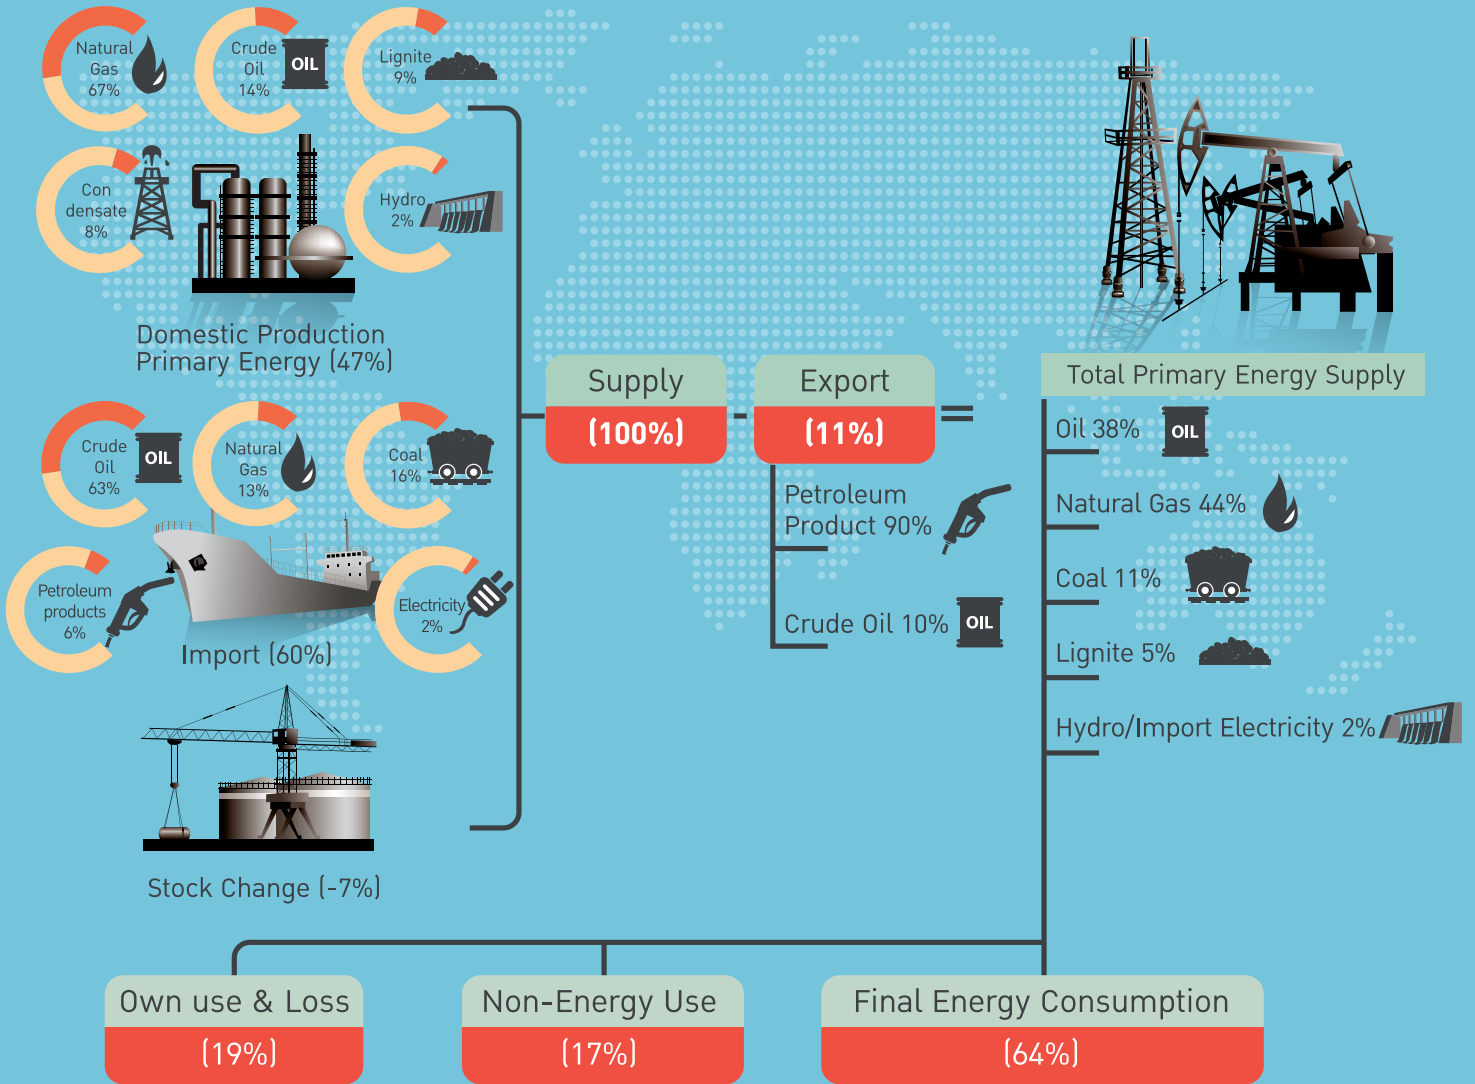 Natural
Gas
67%
Crude
Oil
14%
OIL
Lignite
9%
Con
densate
8%
Hydro
2%
Domestic Production
Primary Energy (47%)
Crude
Oil
63%
OIL
Natural
Gas
13%
Coal
16%
Petroleum
products
6%
Electricity
2%
Import (60%)
Stock Change (-7%)
Supply
(100%)
-
Export
(11%)
=
Petroleum
Product 90%
Crude Oil 10%
OIL
Total Primary Energy Supply
Oil 38%
OIL
Natural Gas 44%
Coal 11%
Lignite 5%
Hydro/Import Electricity 2%
Own use & Loss
(19%)
Non-Energy Use
(17%)
Final Energy Consumption
(64%)